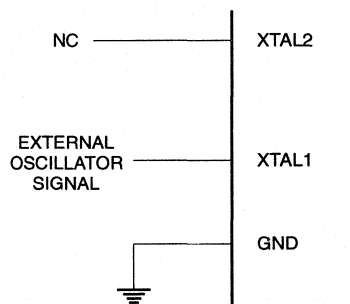 NC
XTAL2
EXTERNAL
OSCILLATOR
SIGNAL
XTAL1
GND